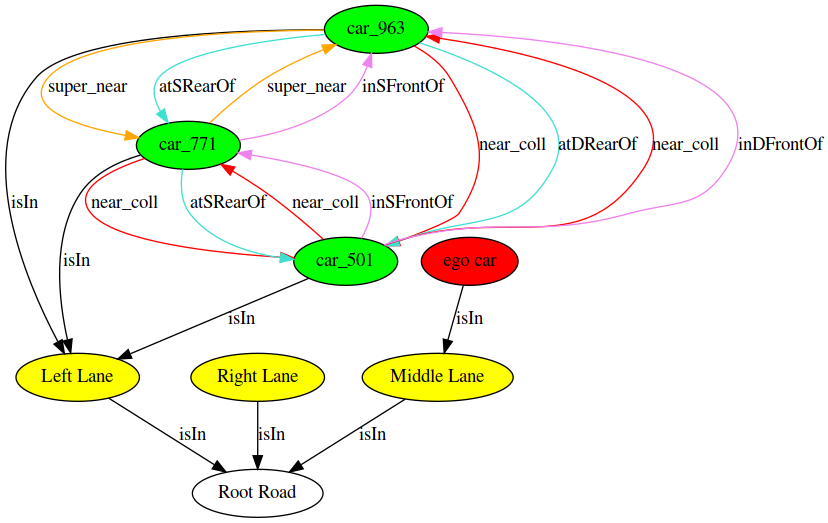 car_963
super_near
atSRearOf
super_near
inSFrontOf
car_771
near_coll
atDRearOf
near_coll
inDFrontOf
isIn
near_coll
atSRearOf
near_coll
inSFrontOf
isIn
car_501
ego car
isIn
isIn
Left Lane
Right Lane
Middle Lane
isIn
isIn
isIn
Root Road